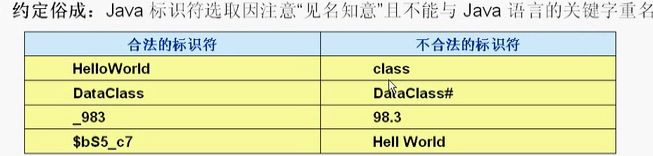 约定俗成：Java 标识符选取因注意“见名知意”且不能与 Java 语言的关键字重名
合法的标识符 不合法的标识符
HelloWorld class
DataClass DataClass#
_983 98.3
$bS5_c7 Hell World